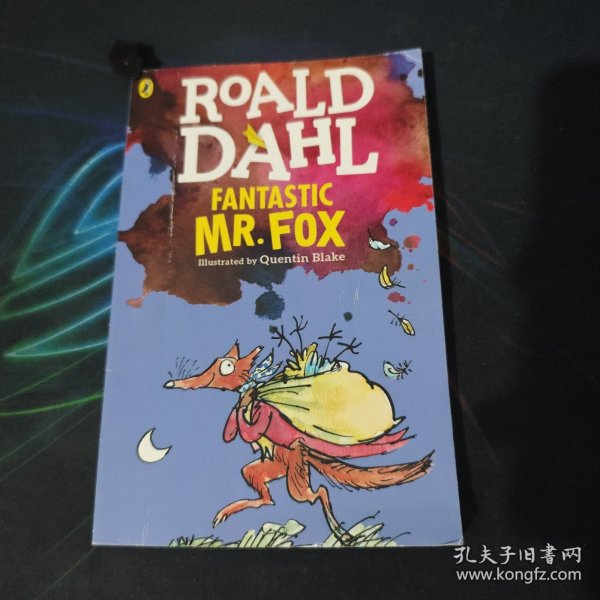 ROALD
DAHL
FANTASTIC
MR. FOX
Illustrated by Quentin Blake
孔夫子旧书网
www.kongfz.com